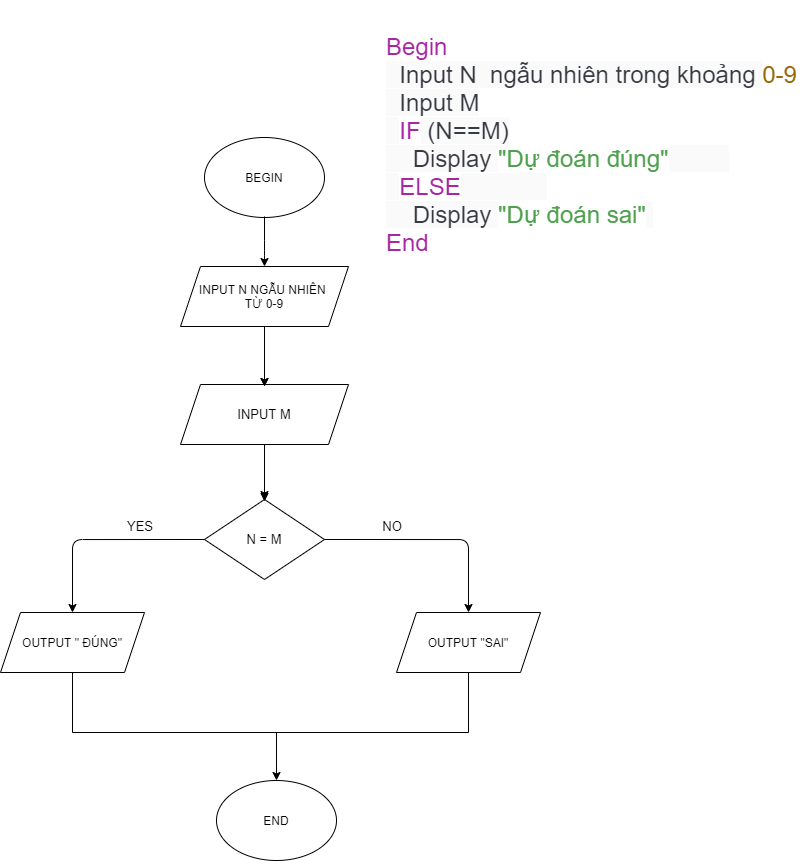 Begin
Input N ngẫu nhiên trong khoảng 0-9
Input M
IF (N==M)
Display "Dự đoán đúng"
ELSE
Display "Dự đoán sai"
End
BEGIN
INPUT N NGẪU NHIÊN
TỪ 0-9
INPUT M
YES
N = M
NO
OUTPUT " ĐÚNG"
OUTPUT "SAI"
END